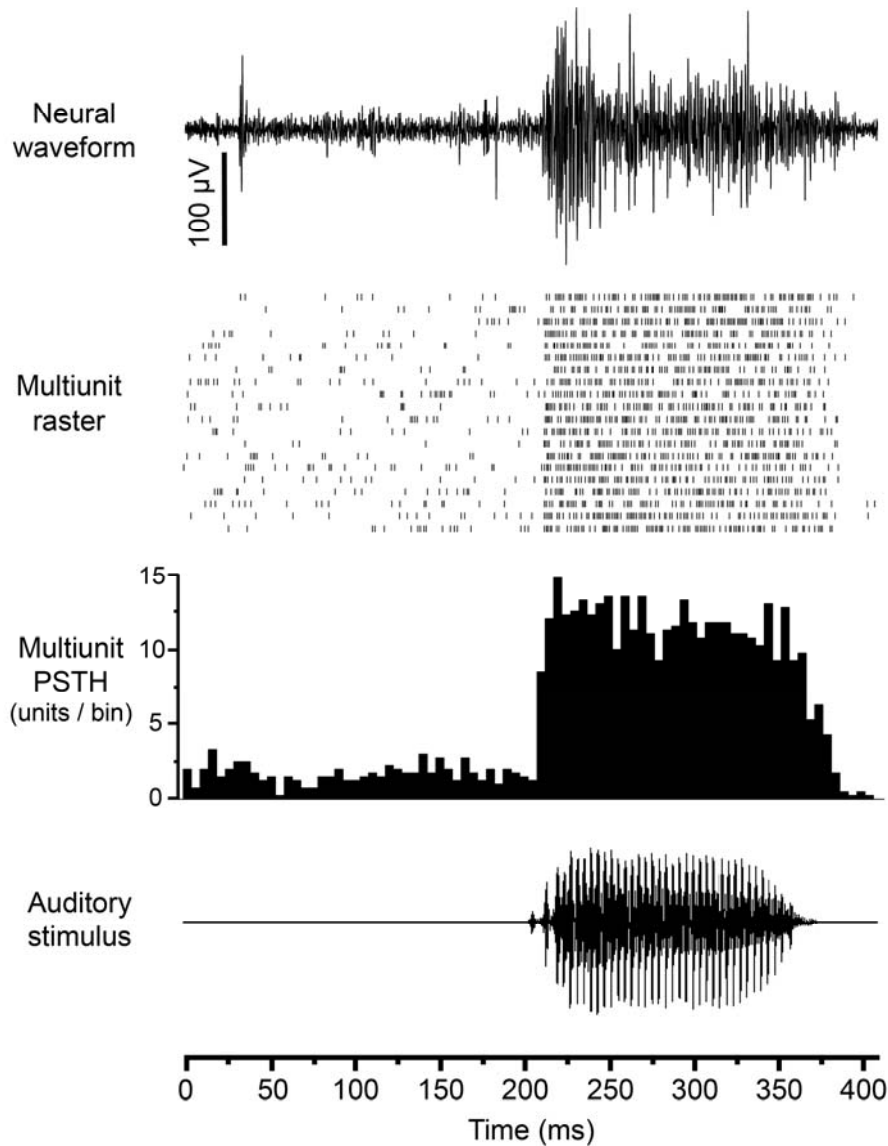 Neural
waveform
100 µV
Multiunit
raster
15
10
5
0
Multiunit
PSTH
(units / bin)
Auditory
stimulus
0 50 100 150 200 250 300 350 400
Time (ms)